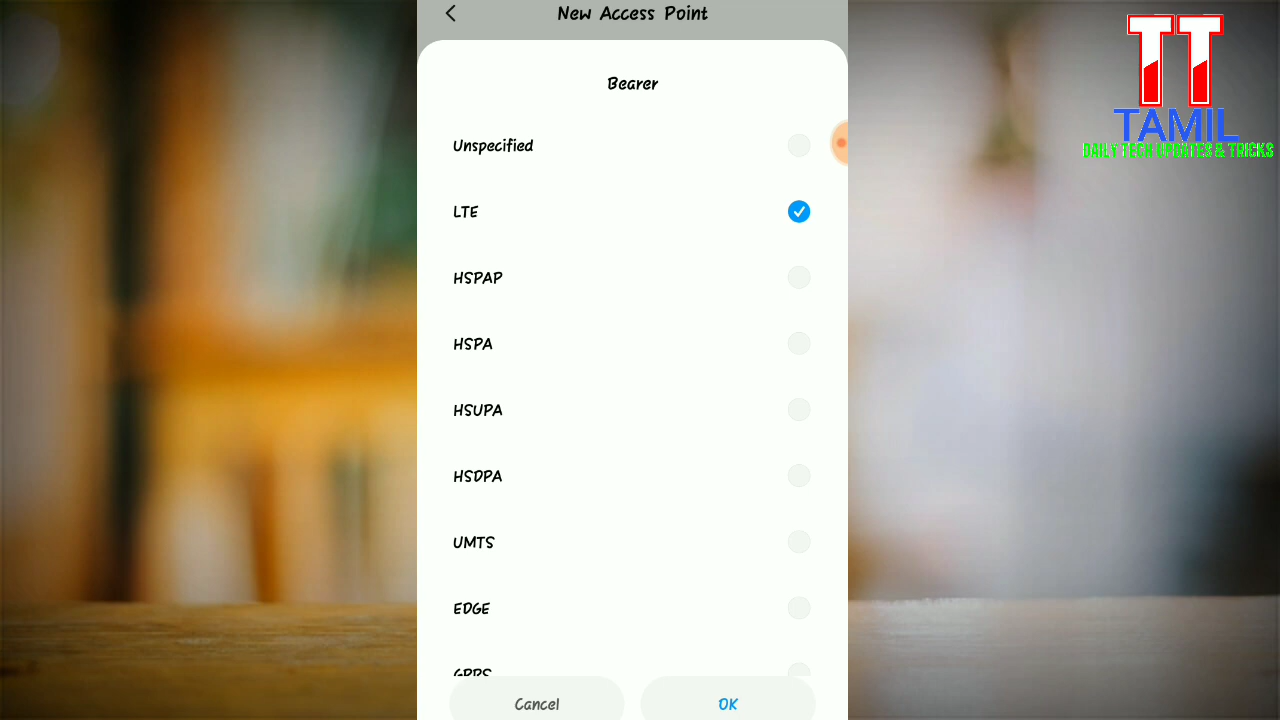 New Access Point
Bearer
Unspecified
LTE
HSPAP
HSPA
HSUPA
HSDPA
UMTS
EDGE
GPRS
Cancel
OK
TT
TAMIL
DAILY TECH UPDATES & TRICKS